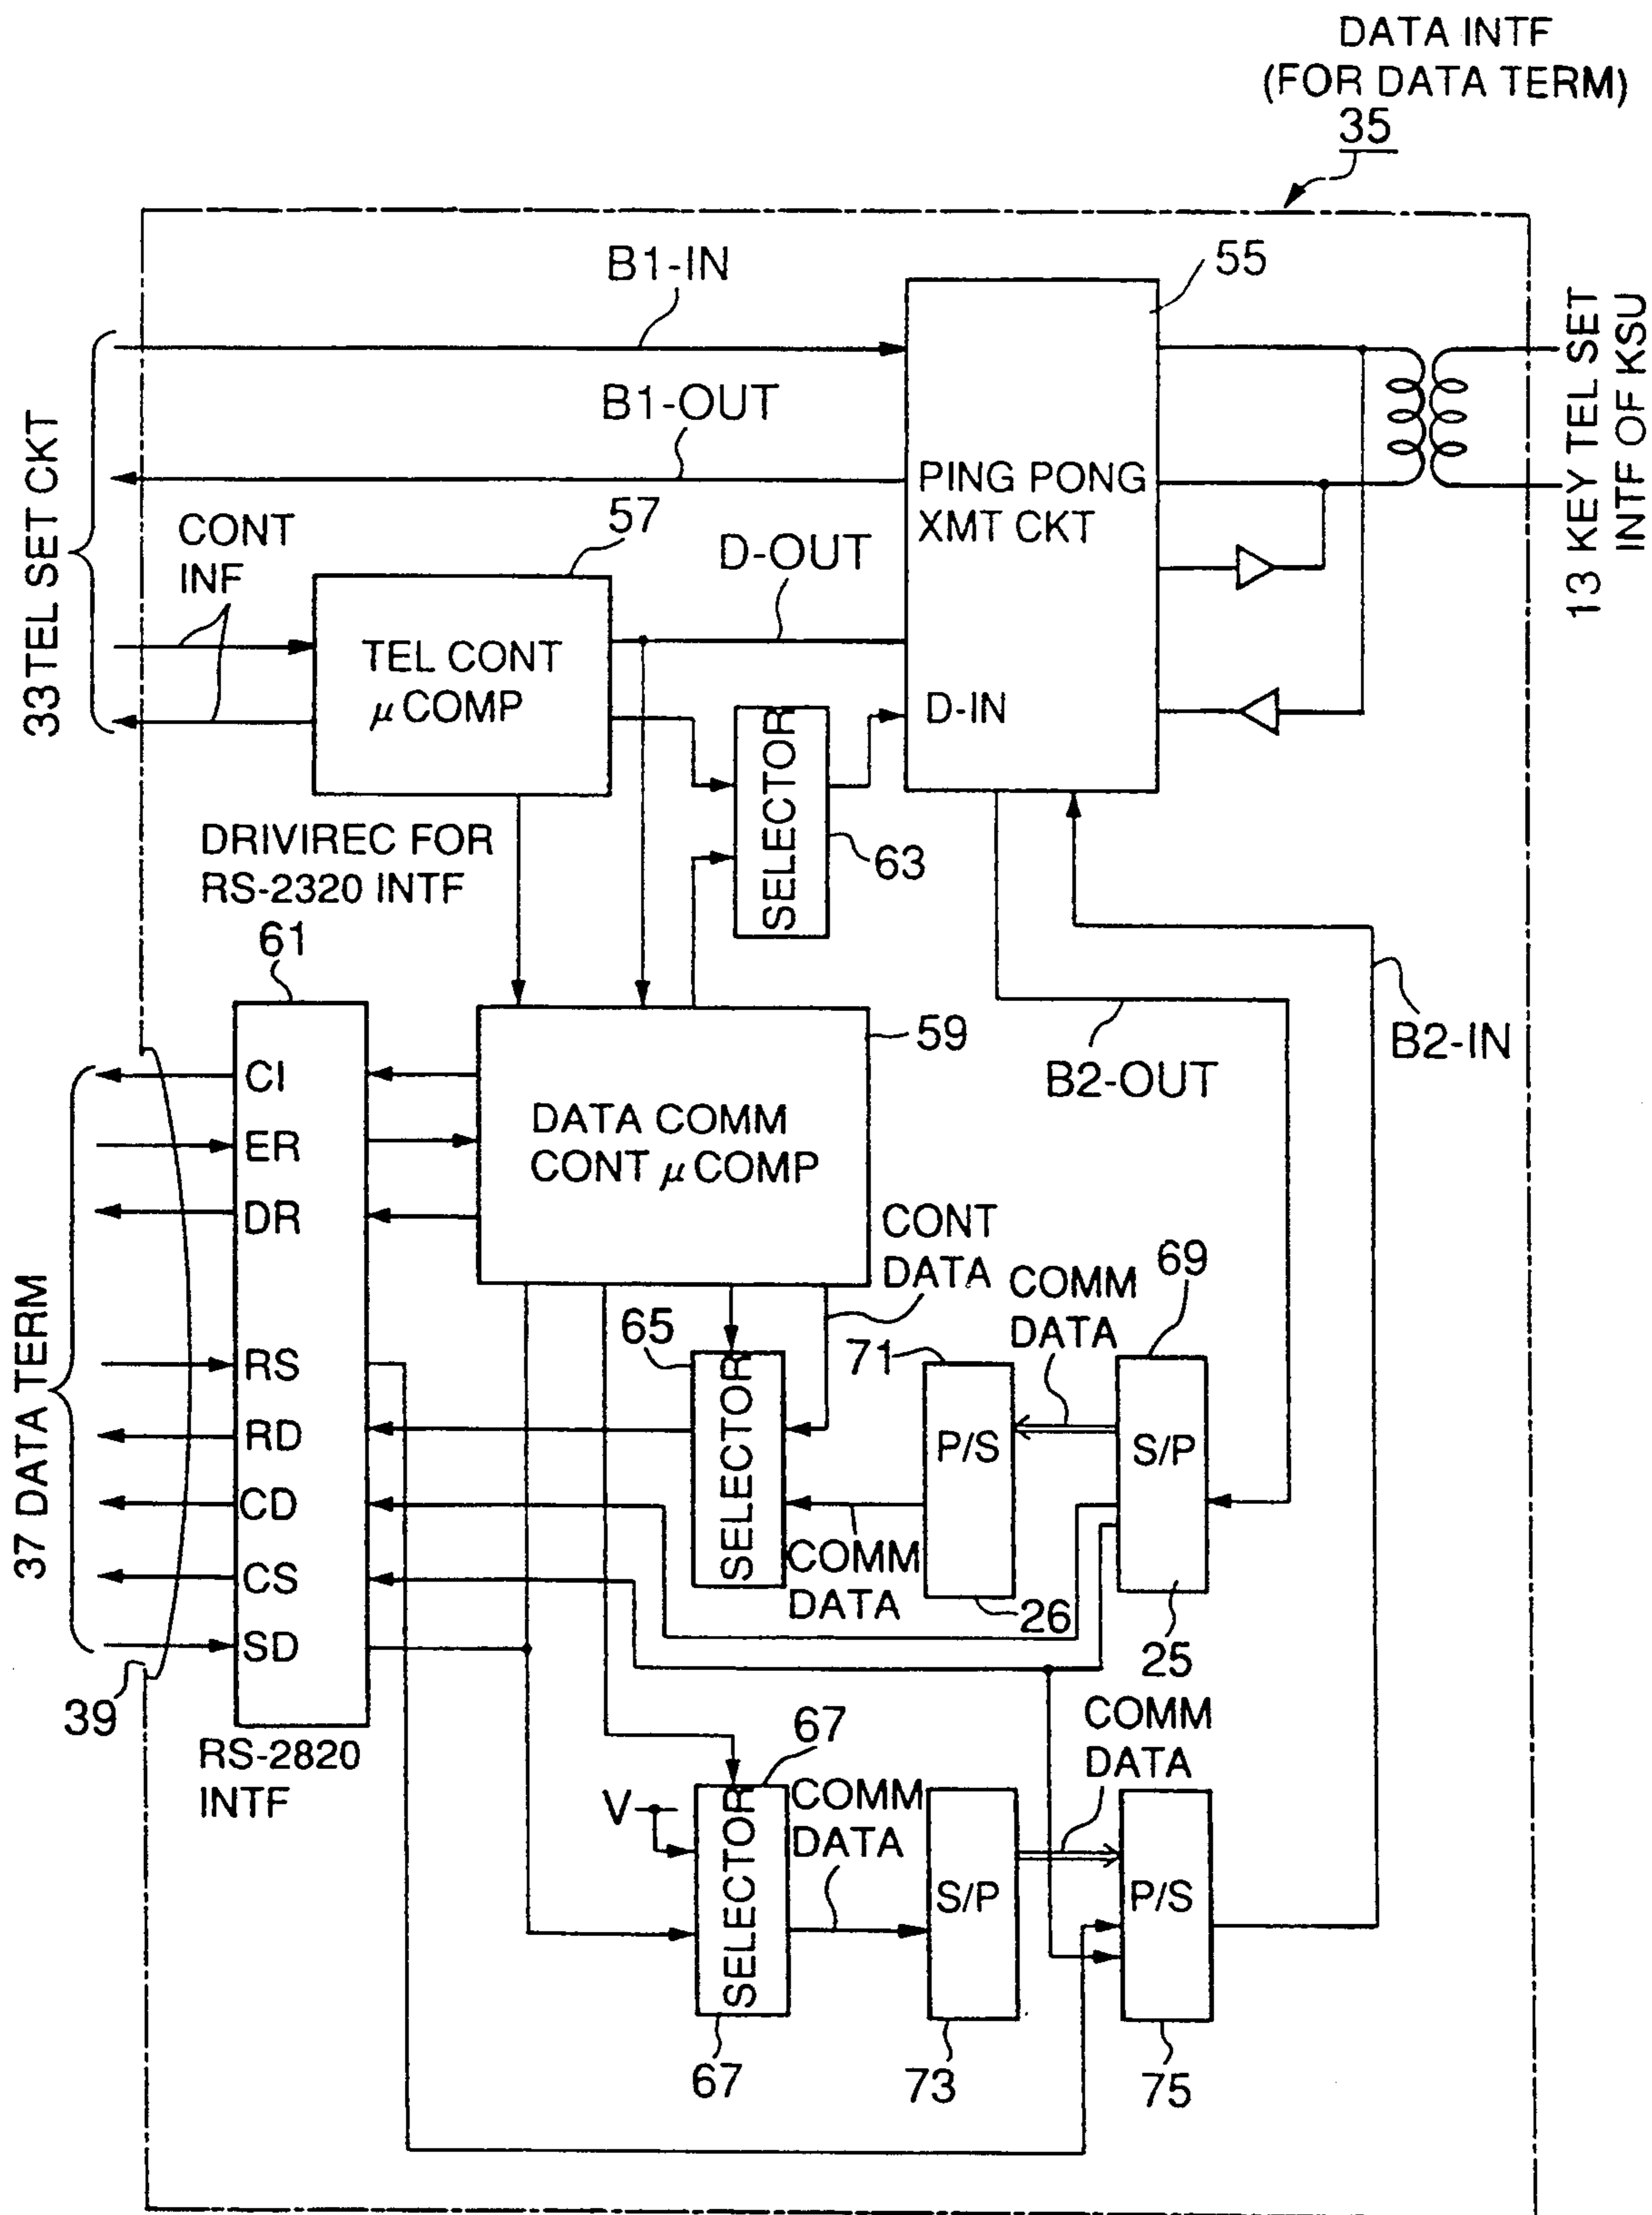 DATA INTF
(FOR DATA TERM)
35
B1-IN
55
B1-OUT
PING PONG
XMT CKT
33 TEL SET CKT
13 KEY TEL SET
INTF OF KSU
CONT
INF
57
D-OUT
TEL CONT
μ COMP
D-IN
SELECTOR
63
DRIVIREC FOR
RS-2320 INTF
61
59
B2-OUT
B2-IN
CI
ER
DR
RS
RD
CD
CS
SD
DATA COMM
CONT μ COMP
CONT
DATA
COMM
DATA
69
65
71
SELECTOR
P/S
S/P
COMM
DATA
26
25
37 DATA TERM
39
RS-2820
INTF
67
COMM
DATA
COMM
DATA
V
SELECTOR
S/P
P/S
67
73
75